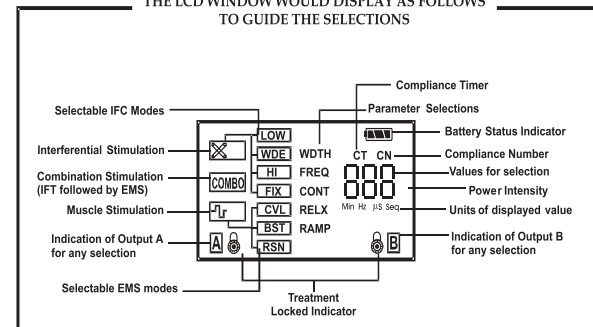 THE LCD WINDOW WOULD DISPLAY AS FOLLOWS
TO GUIDE THE SELECTIONS
Compliance Timer
Selectable IFC Modes
Parameter Selections
LOW
Battery Status Indicator
Interferential Stimulation
WDE
WDTH
CT CN
Compliance Number
Combination Stimulation
(IFT followed by EMS)
COMBO
HI
FREQ
Values for selection
FIX
CONT
Power Intensity
Muscle Stimulation
CVL
RELX
Min Hz µS Seq
Units of displayed value
BST
RAMP
Indication of Output A
for any selection
A
RSN
B
Indication of Output B
for any selection
Selectable EMS modes
Treatment
Locked Indicator